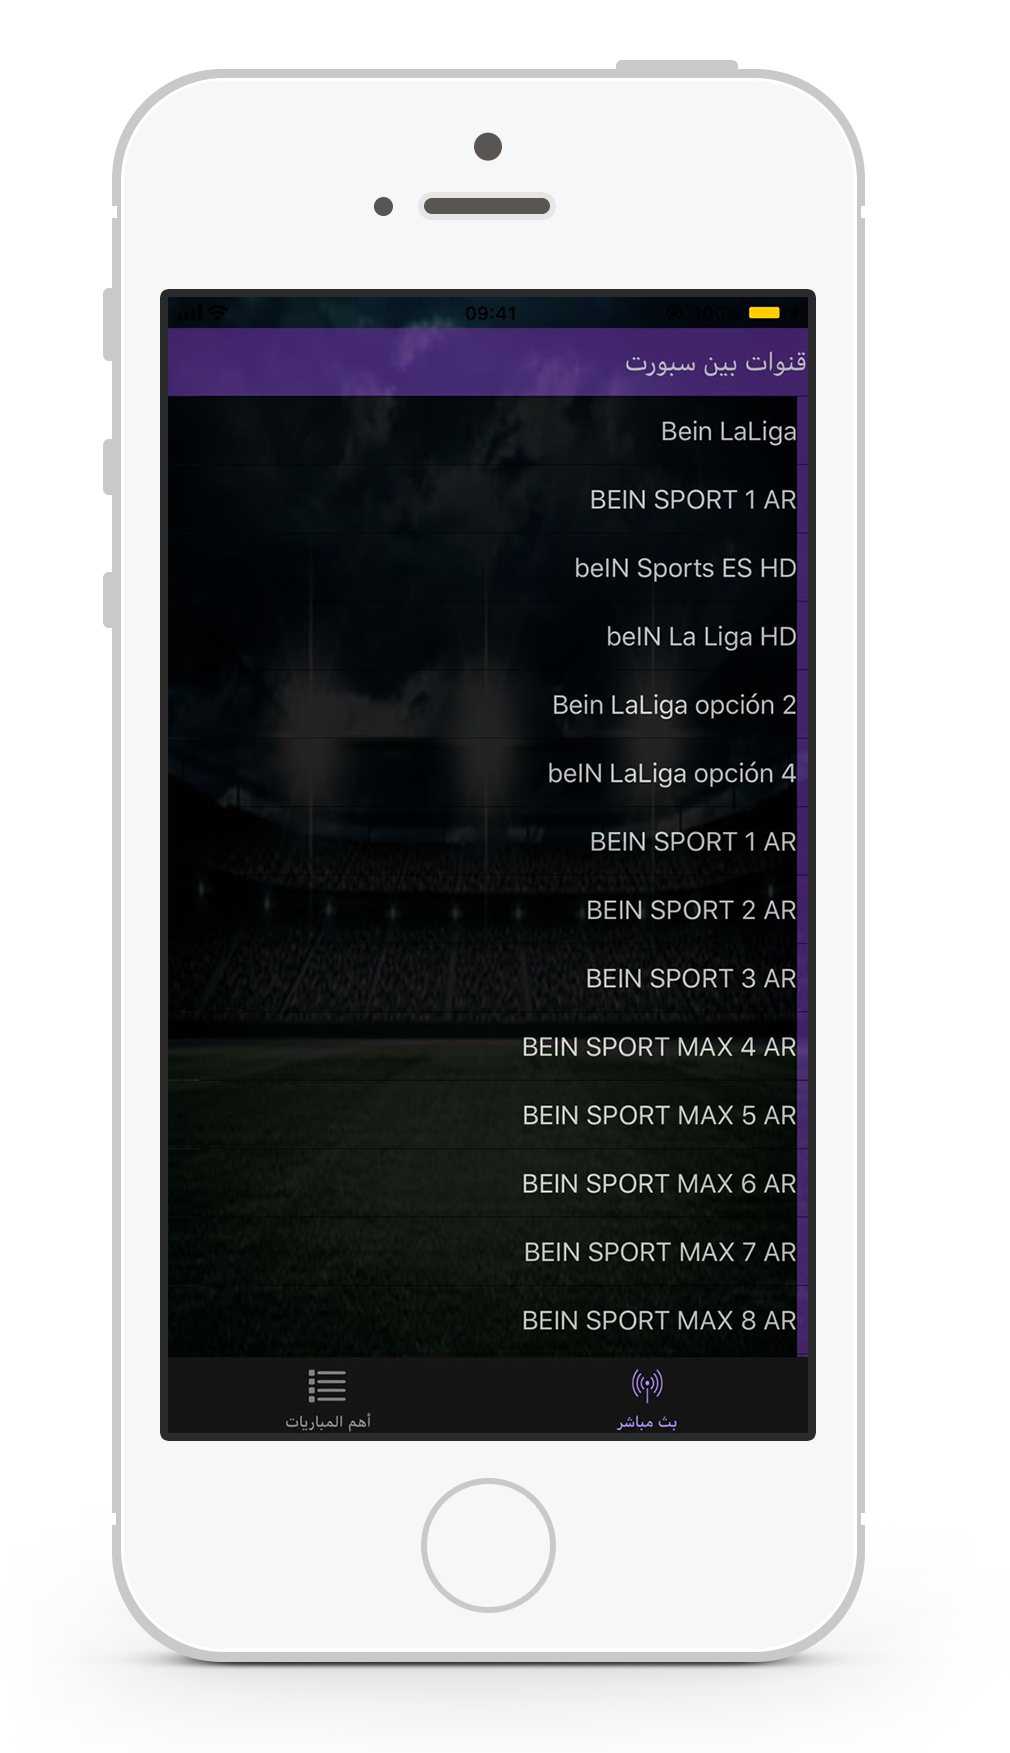 09:41
100%
قنوات بين سبورت
Bein LaLiga
BEIN SPORT 1 AR
beIN Sports ES HD
beIN La Liga HD
Bein LaLiga opción 2
beIN LaLiga opción 4
BEIN SPORT 1 AR
BEIN SPORT 2 AR
BEIN SPORT 3 AR
BEIN SPORT MAX 4 AR
BEIN SPORT MAX 5 AR
BEIN SPORT MAX 6 AR
BEIN SPORT MAX 7 AR
BEIN SPORT MAX 8 AR
بث مباشر
أهم المباريات